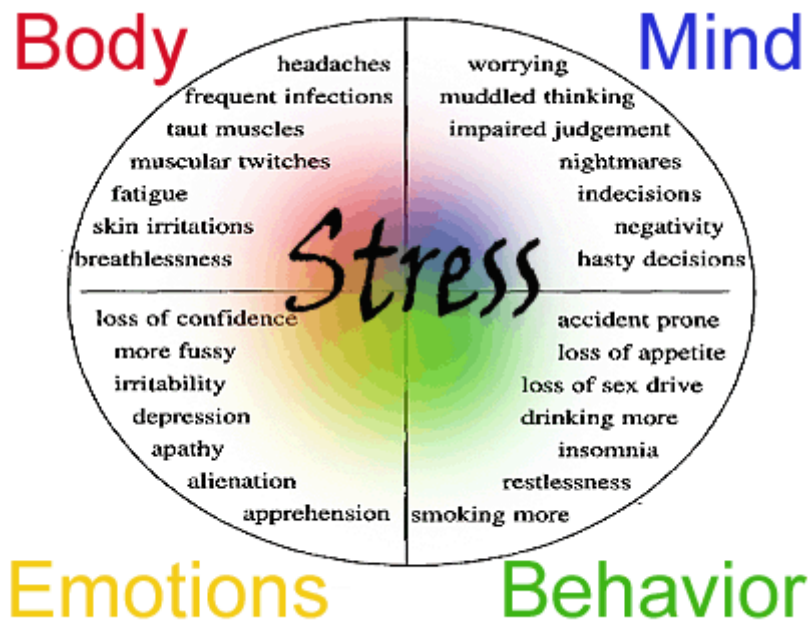 Body
headaches
frequent infections
taut muscles
muscular twitches
fatigue
skin irritations
breathlessness
Mind
worrying
muddled thinking
impaired judgement
nightmares
indecisions
negativity
hasty decisions
Stress
loss of confidence
more fussy
irritability
depression
apathy
alienation
apprehension
Emotions
accident prone
loss of appetite
loss of sex drive
drinking more
insomnia
restlessness
smoking more
Behavior